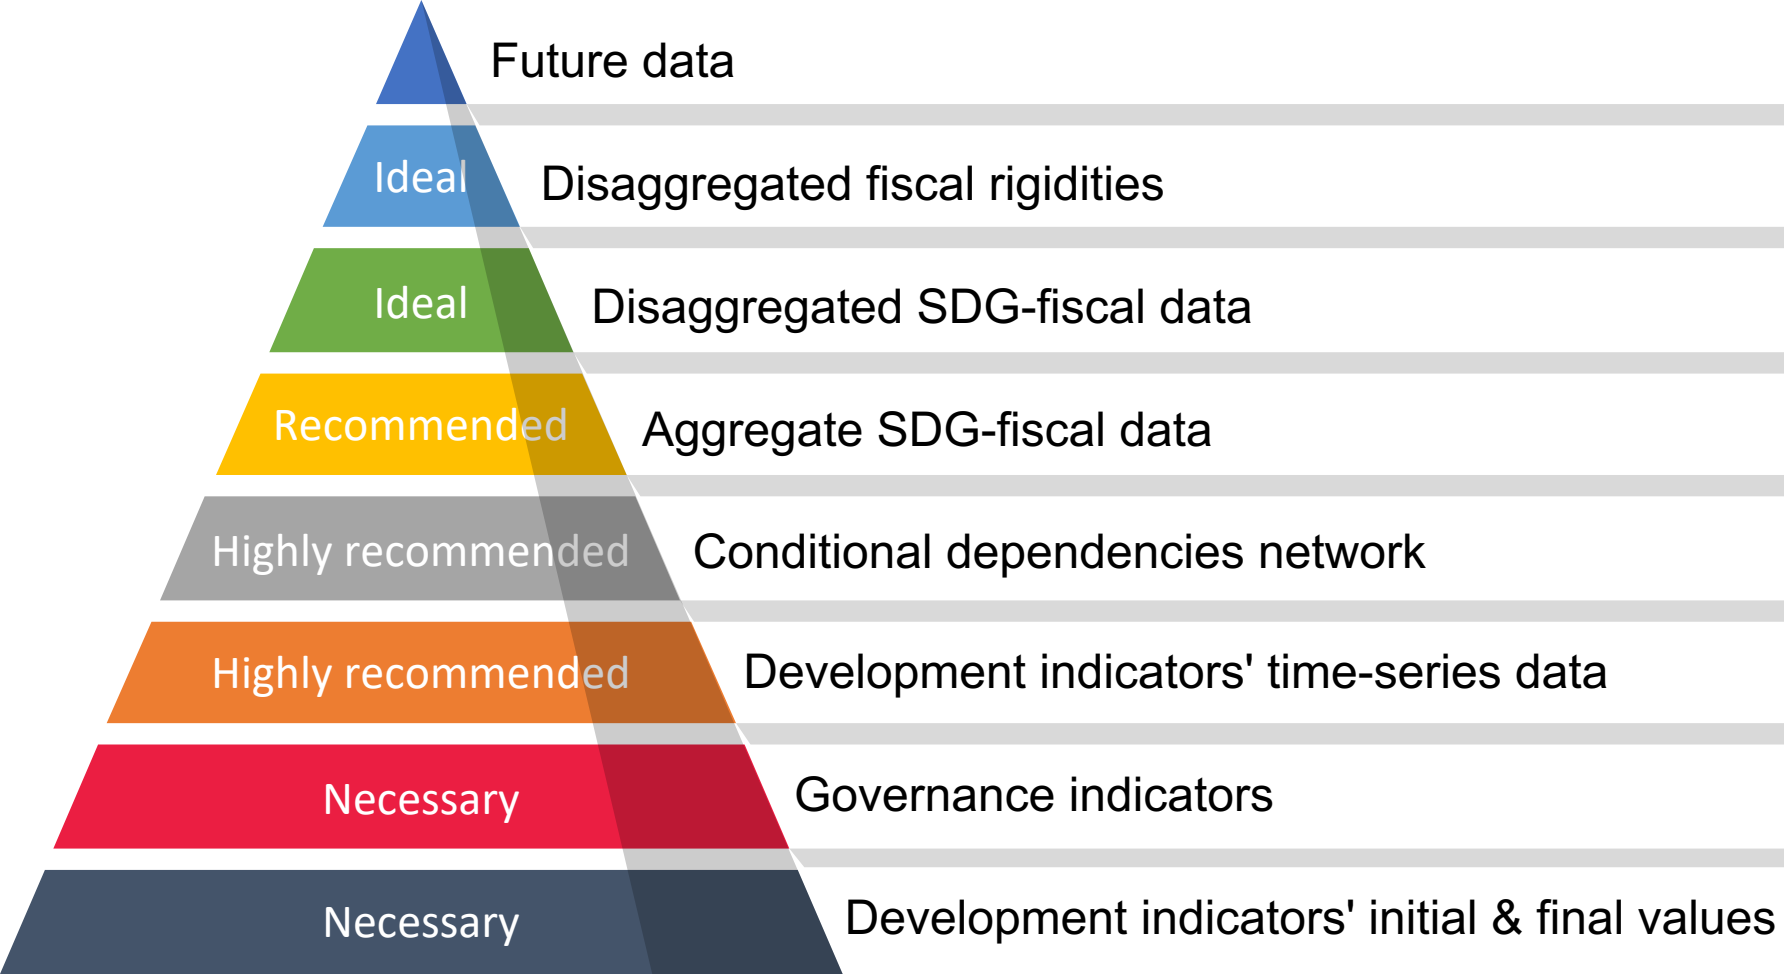 Future data
Ideal
Disaggregated fiscal rigidities
Ideal
Disaggregated SDG-fiscal data
Recommended
Aggregate SDG-fiscal data
Highly recommended
Conditional dependencies network
Highly recommended
Development indicators' time-series data
Necessary
Governance indicators
Necessary
Development indicators' initial & final values